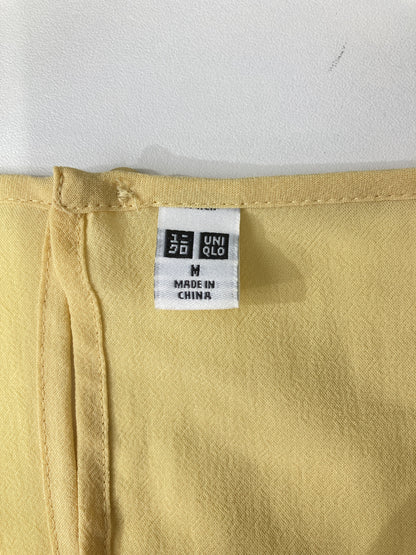 ユニ UNI
クロ QLO
M
MADE IN
CHINA